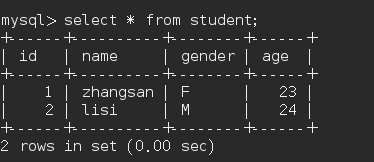 mysql> select * from student;
+------+----------+--------+------+
| id   | name     | gender | age  |
+------+----------+--------+------+
|    1 | zhangsan | F      |   23 |
|    2 | lisi     | M      |   24 |
+------+----------+--------+------+
2 rows in set (0.00 sec)